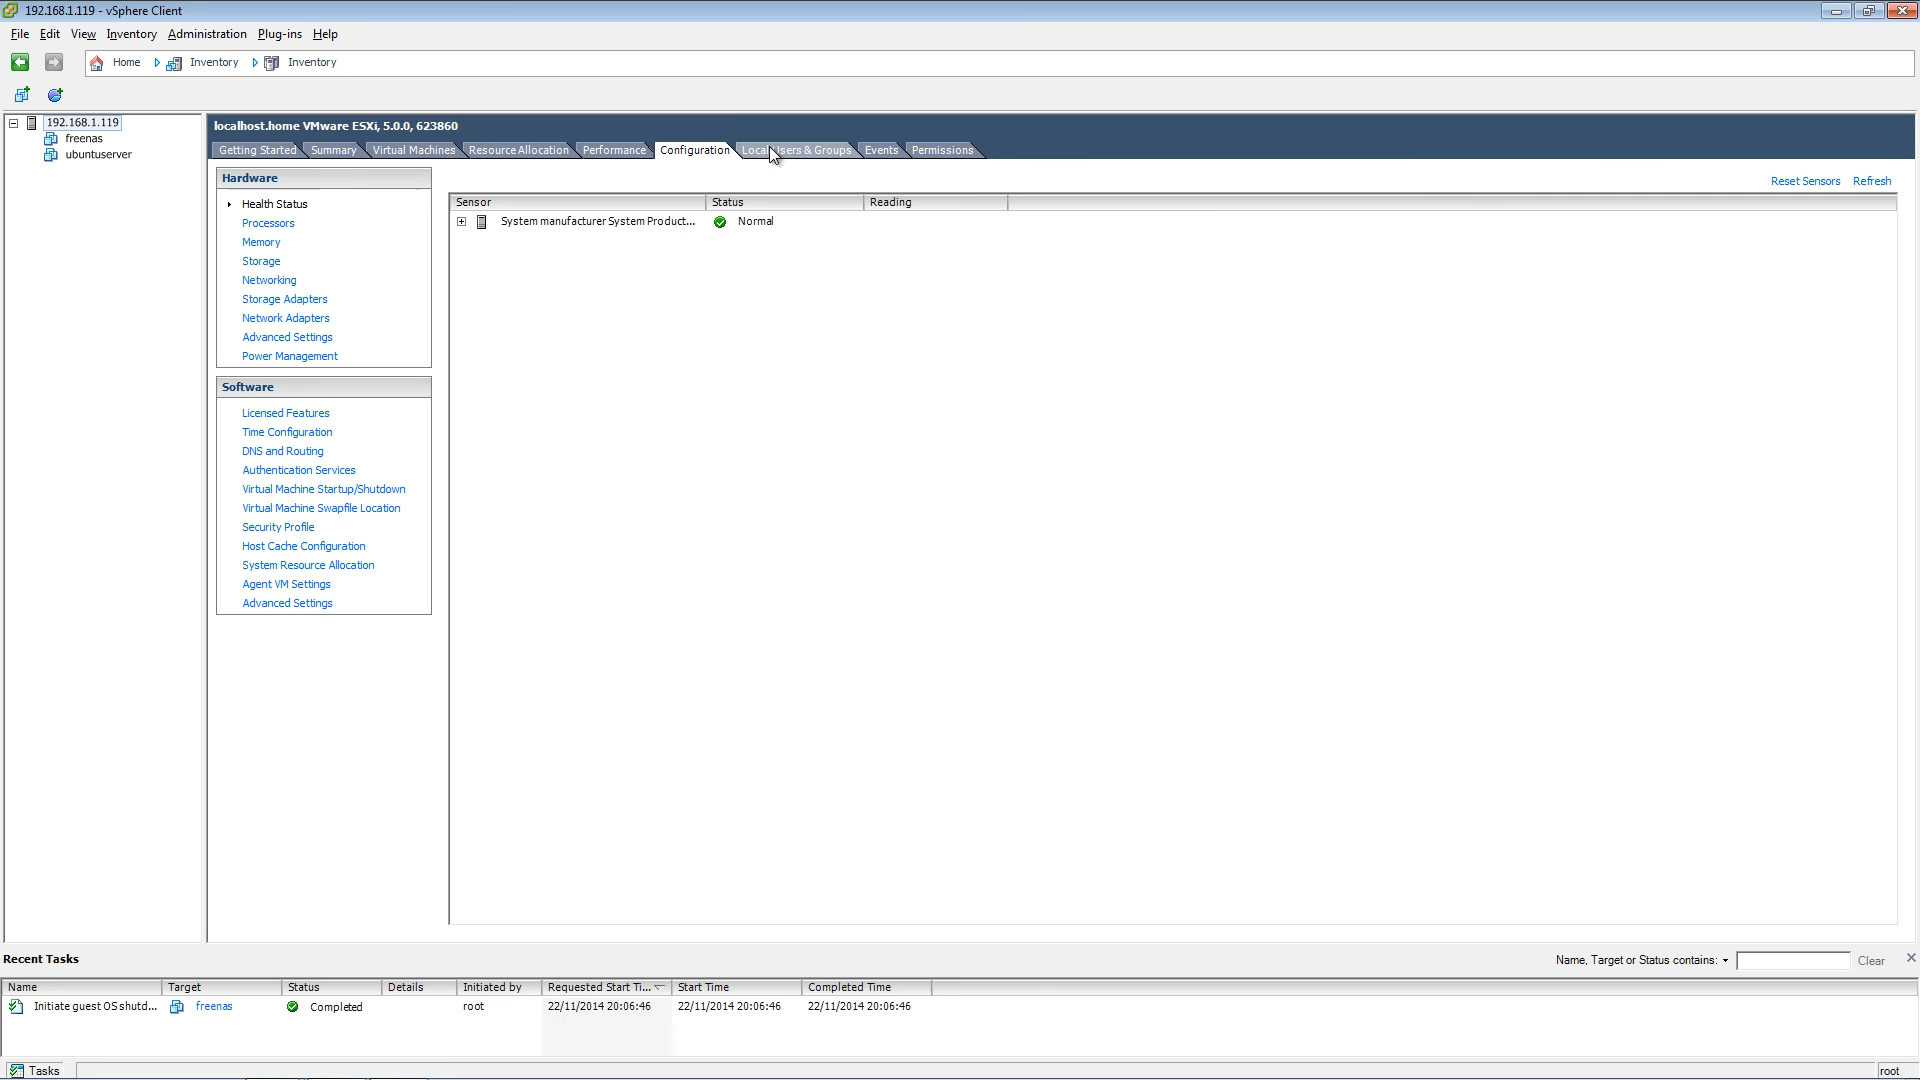 192.168.1.119 - vSphere Client
File Edit View Inventory Administration Plug-ins Help
Home Inventory Inventory
192.168.1.119
freenas
ubuntuserver
localhost.home VMware ESXi, 5.0.0, 623860
Getting Started Summary Virtual Machines Resource Allocation Performance Configuration Local Users & Groups Events Permissions
Hardware
Health Status
Processors
Memory
Storage
Networking
Storage Adapters
Network Adapters
Advanced Settings
Power Management
Software
Licensed Features
Time Configuration
DNS and Routing
Authentication Services
Virtual Machine Startup/Shutdown
Virtual Machine Swapfile Location
Security Profile
Host Cache Configuration
System Resource Allocation
Agent VM Settings
Advanced Settings
Reset Sensors Refresh
Sensor Status Reading
System manufacturer System Product... Normal
Recent Tasks
Name, Target or Status contains: Clear
Name Target Status Details Initiated by Requested Start Ti... Start Time Completed Time
Initiate guest OS shutd... freenas Completed root 22/11/2014 20:06:46 22/11/2014 20:06:46 22/11/2014 20:06:46
Tasks root